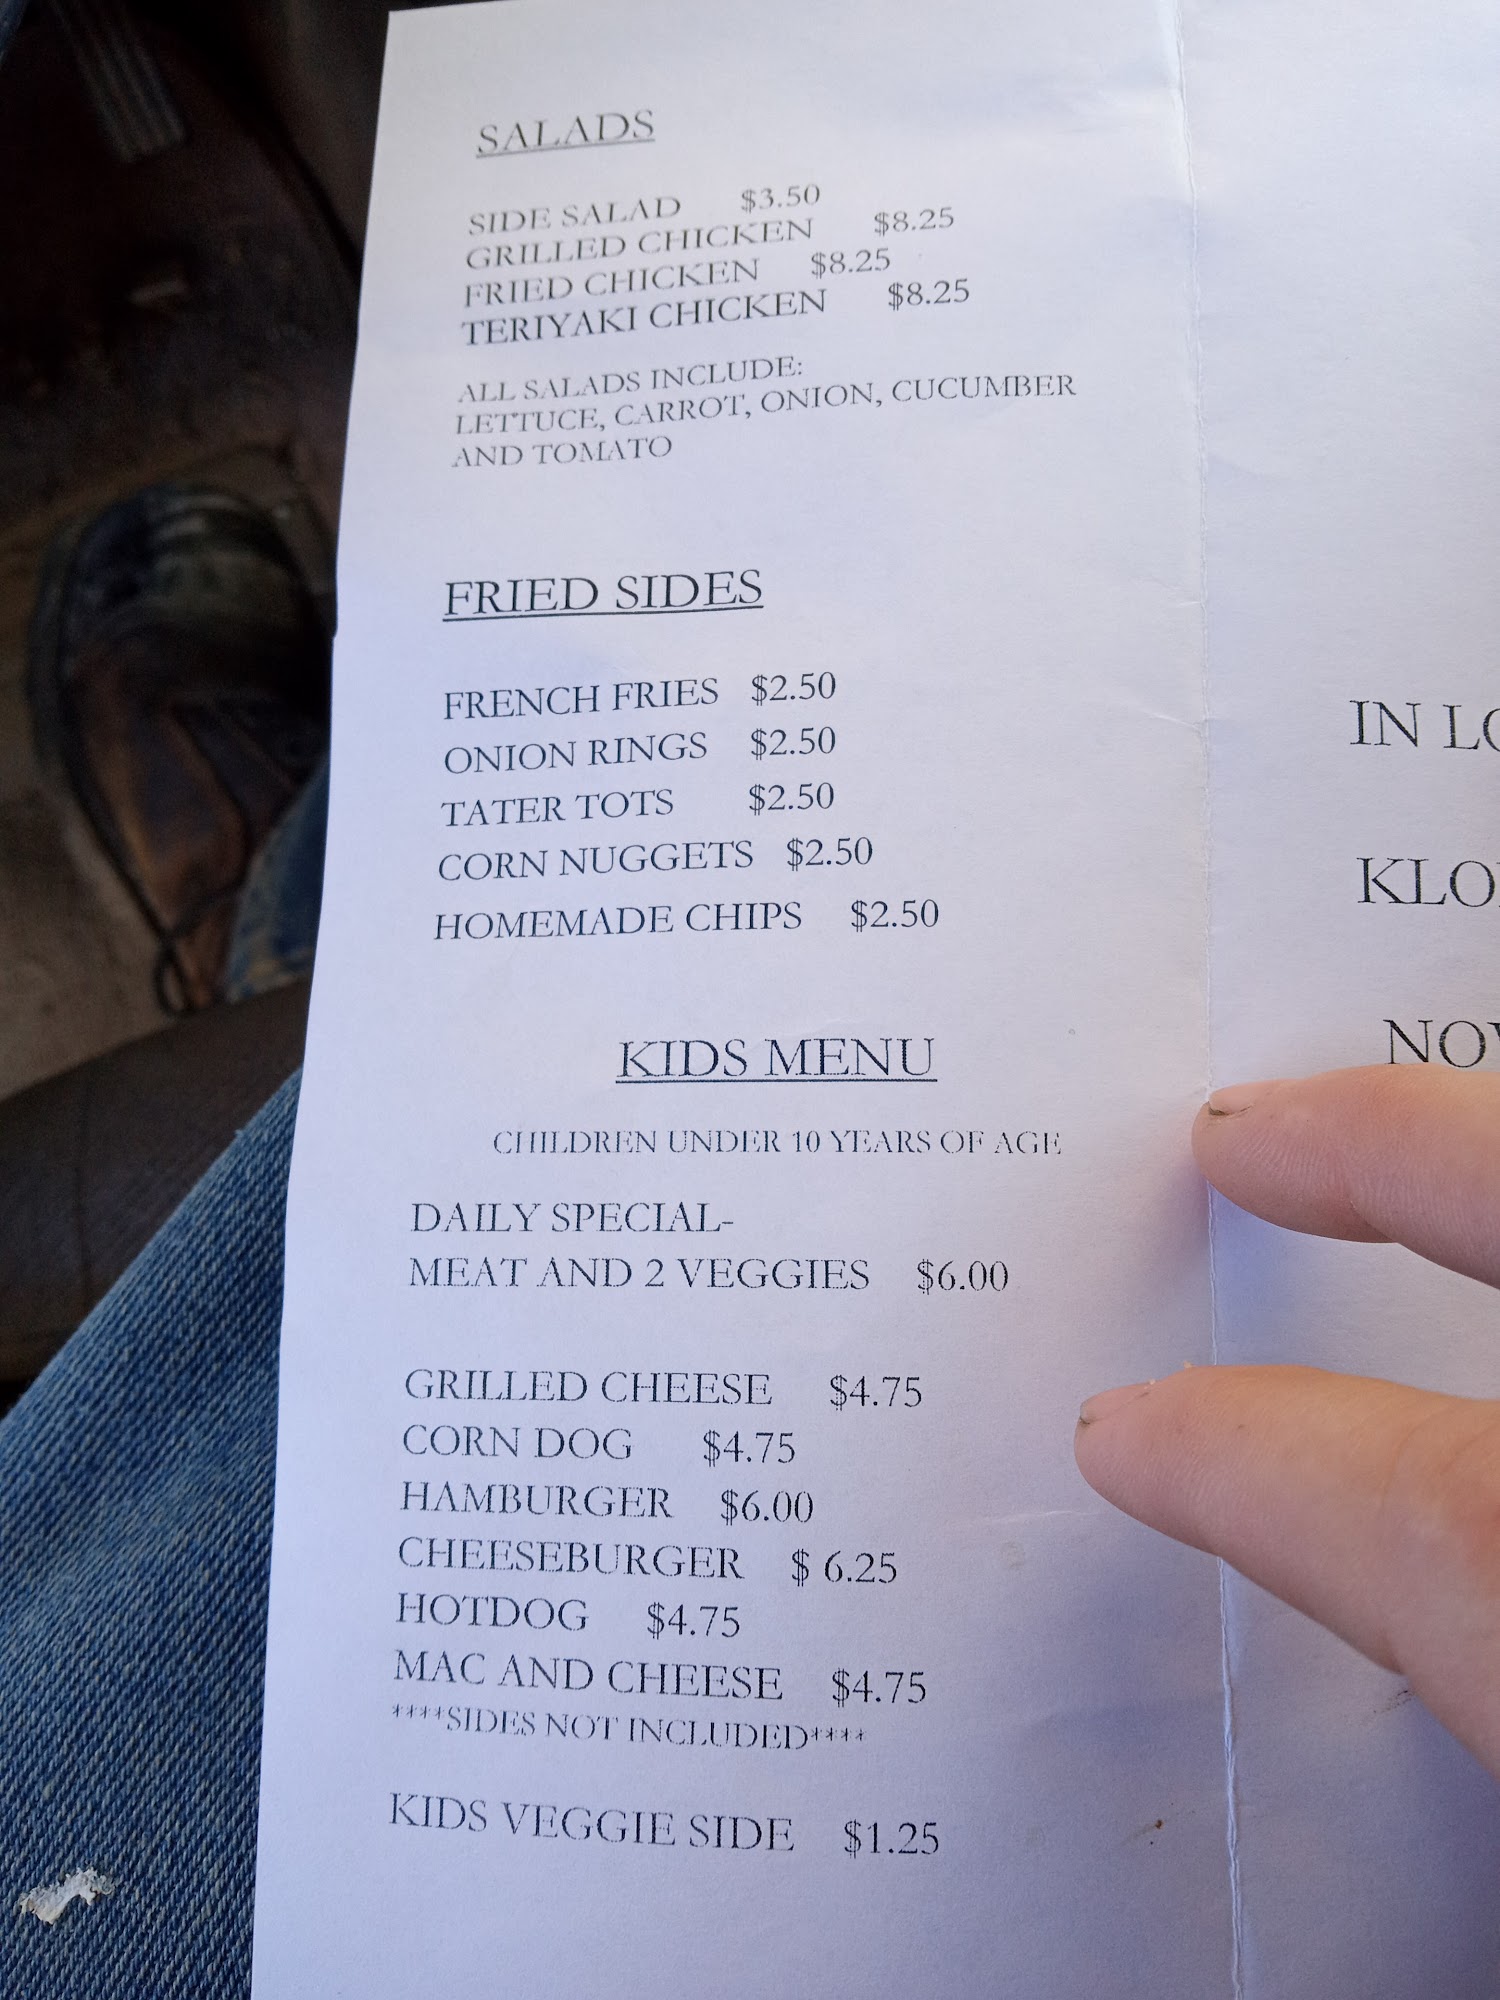 SALADS
SIDE SALAD $3.50
GRILLED CHICKEN $8.25
FRIED CHICKEN $8.25
TERIYAKI CHICKEN $8.25
ALL SALADS INCLUDE:
LETTUCE, CARROT, ONION, CUCUMBER
AND TOMATO
FRIED SIDES
FRENCH FRIES $2.50
ONION RINGS $2.50
TATER TOTS $2.50
CORN NUGGETS $2.50
HOMEMADE CHIPS $2.50
KIDS MENU
CHILDREN UNDER 10 YEARS OF AGE
DAILY SPECIAL-
MEAT AND 2 VEGGIES $6.00
GRILLED CHEESE $4.75
CORN DOG $4.75
HAMBURGER $6.00
CHEESEBURGER $ 6.25
HOTDOG $4.75
MAC AND CHEESE $4.75
****SIDES NOT INCLUDED****
KIDS VEGGIE SIDE $1.25
IN